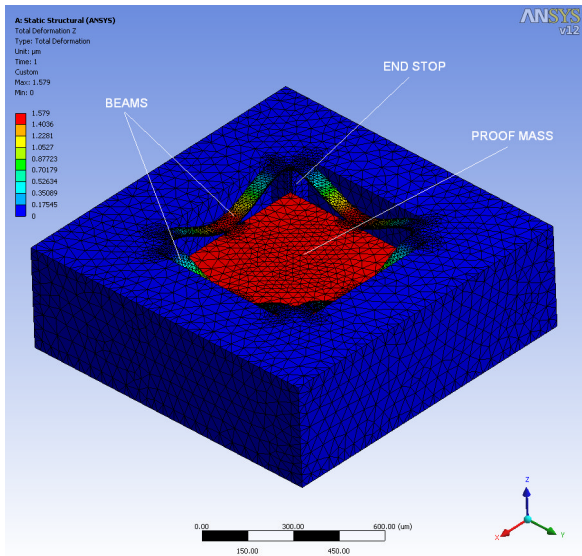 A: Static Structural (ANSYS)
Total Deformation Z
Type: Total Deformation
Unit: µm
Time: 1
Custom
Max: 1.579
Min: 0
ANSYS
v12
END STOP
BEAMS
PROOF MASS
1.579
1.4036
1.2281
1.0527
0.87723
0.70179
0.52634
0.35089
0.17545
0
0.00 300.00 600.00 (um)
150.00 450.00
Z
X
Y